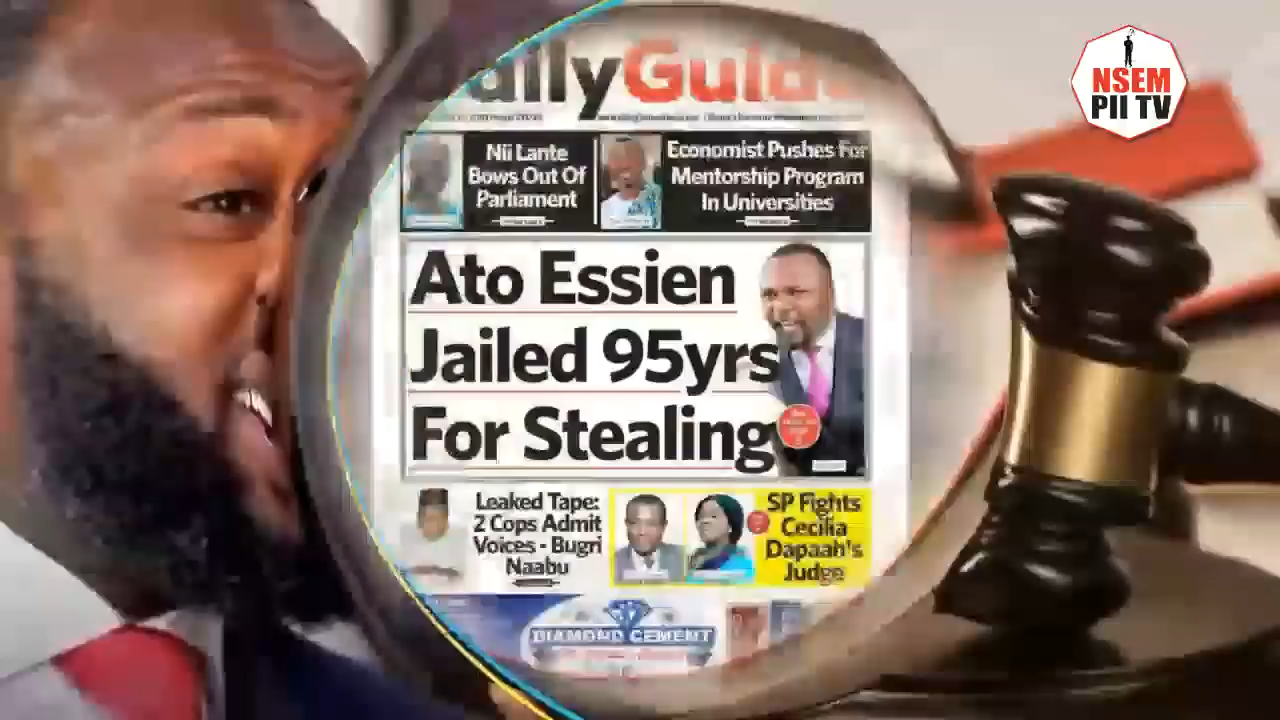 NSEM
PII TV
DailyGuide
Nii Lante
Bows Out Of
Parliament
Economist Pushes For
Mentorship Program
In Universities
Ato Essien
Jailed 95yrs
For Stealing
Leaked Tape:
2 Cops Admit
Voices - Bugri
Naabu
SP Fights
Cecilia
Dapaah's
Judge
DIAMOND CEMENT